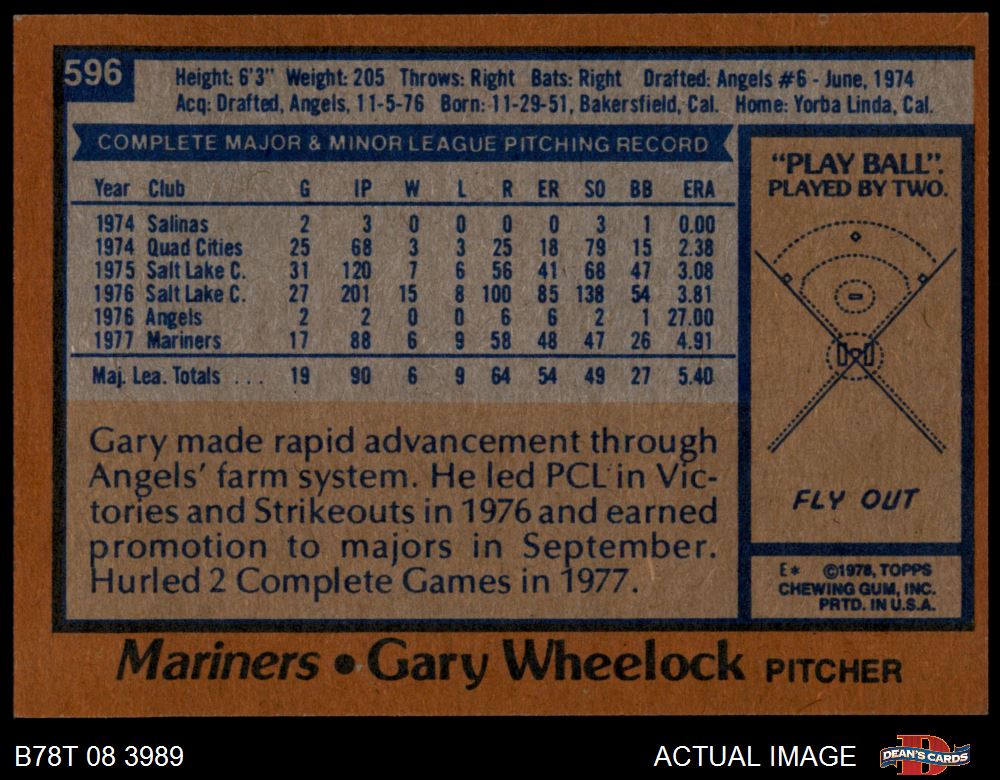 596
Height: 6'3" Weight: 205 Throws: Right Bats: Right Drafted: Angels #6 - June, 1974
Acq: Drafted, Angels, 11-5-76 Born: 11-29-51, Bakersfield, Cal. Home: Yorba Linda, Cal.
COMPLETE MAJOR & MINOR LEAGUE PITCHING RECORD
Year Club G IP W L R ER SO BB ERA
1974 Salinas 2 3 0 0 0 0 3 1 0.00
1974 Quad Cities 25 68 3 3 25 18 79 15 2.38
1975 Salt Lake C. 31 120 7 6 56 41 68 47 3.08
1976 Salt Lake C. 27 201 15 8 100 85 138 54 3.81
1976 Angels 2 2 0 0 6 6 2 1 27.00
1977 Mariners 17 88 6 9 58 48 47 26 4.91
Maj. Lea. Totals ... 19 90 6 9 64 54 49 27 5.40
Gary made rapid advancement through
Angels' farm system. He led PCL in Vic-
tories and Strikeouts in 1976 and earned
promotion to majors in September.
Hurled 2 Complete Games in 1977.
"PLAY BALL".
PLAYED BY TWO.
FLY OUT
E* ©1978, TOPPS
CHEWING GUM, INC.
PRTD. IN U.S.A.
Mariners • Gary Wheelock PITCHER
B78T 08 3989
ACTUAL IMAGE
DEAN'S CARDS